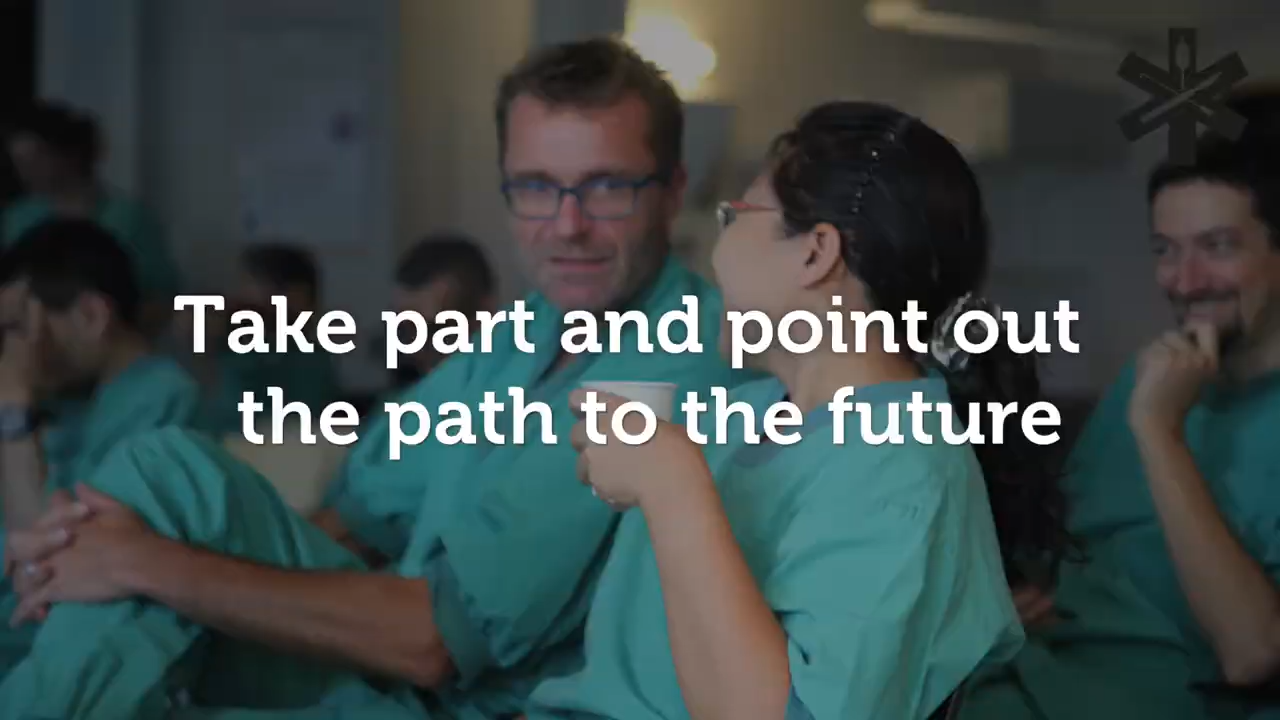 Take part and point out
the path to the future